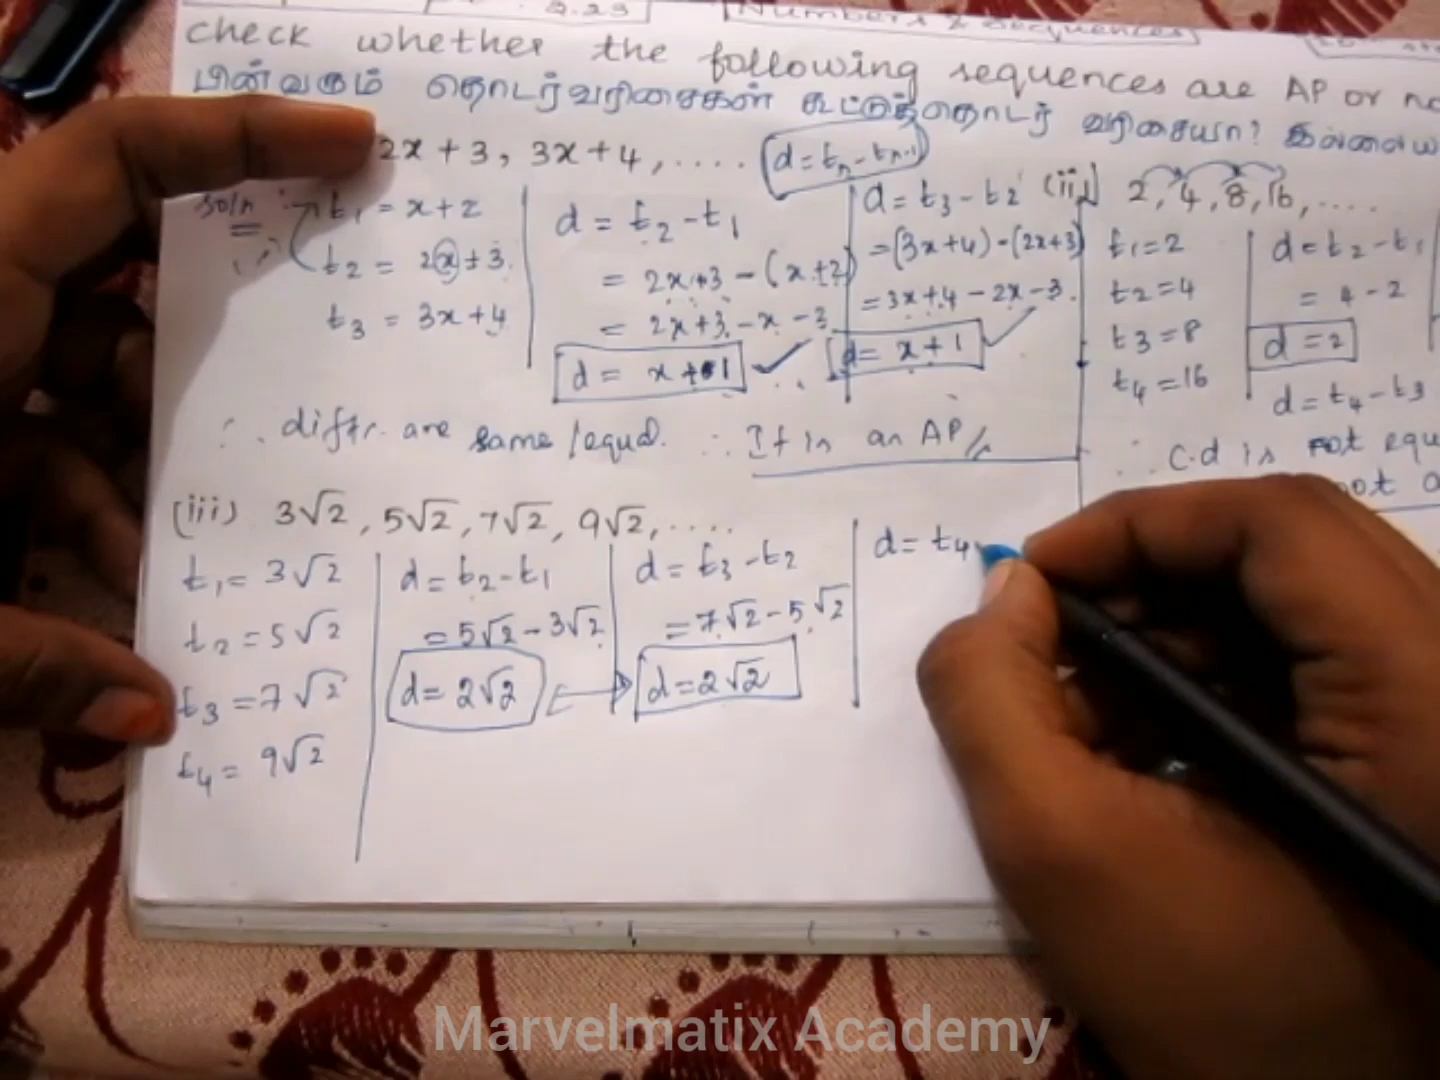 2.23 Numbers & Sequences
check whether the following sequences are AP or
பின்வரும் தொடர்வரிசைகள் கூட்டுத்தொடர் வரிசையா?
2x + 3, 3x + 4, .... d = tn - tn-1
soln t1 = x+2
t2 = 2x + 3
t3 = 3x+4
d = t2 - t1
= 2x+3 - (x+2)
= 2x+3 - x - 2
d = x+1
d = t3 - t2
= (3x+4) - (2x+3)
= 3x+4 - 2x - 3.
d = x + 1
∴ differ. are same / equal. ∴ It is an AP //
(ii) 2, 4, 8, 16, ....
t1 = 2
t2 = 4
t3 = 8
t4 = 16
d = t2 - t1
= 4 - 2
d = 2
d = t4 - t3
∴ C.d is not
not
(iii) 3√2, 5√2, 7√2, 9√2, ....
t1 = 3√2
t2 = 5√2
t3 = 7√2
t4 = 9√2
d = t2 - t1
= 5√2 - 3√2
d = 2√2
d = t3 - t2
= 7√2 - 5√2
d = 2√2
d = t4
Marvelmatix Academy